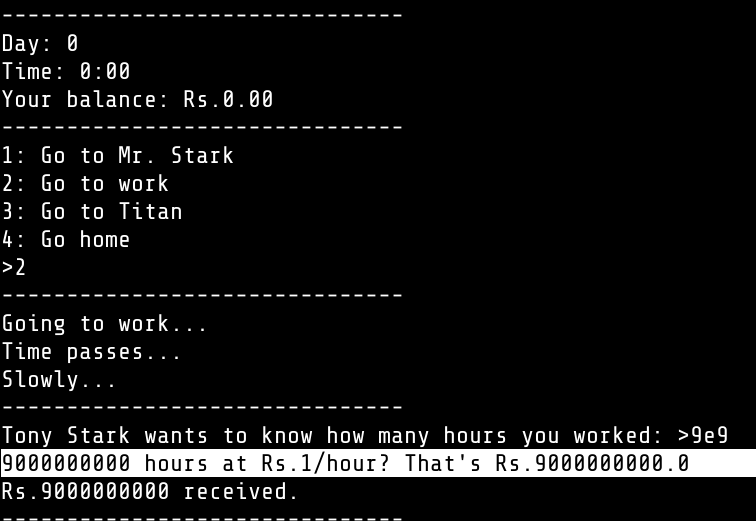 -------------------------------
Day: 0
Time: 0:00
Your balance: Rs.0.00
-------------------------------
1: Go to Mr. Stark
2: Go to work
3: Go to Titan
4: Go home
>2
-------------------------------
Going to work...
Time passes...
Slowly...
-------------------------------
Tony Stark wants to know how many hours you worked: >9e9
9000000000 hours at Rs.1/hour? That's Rs.9000000000.0
Rs.9000000000 received.
-------------------------------